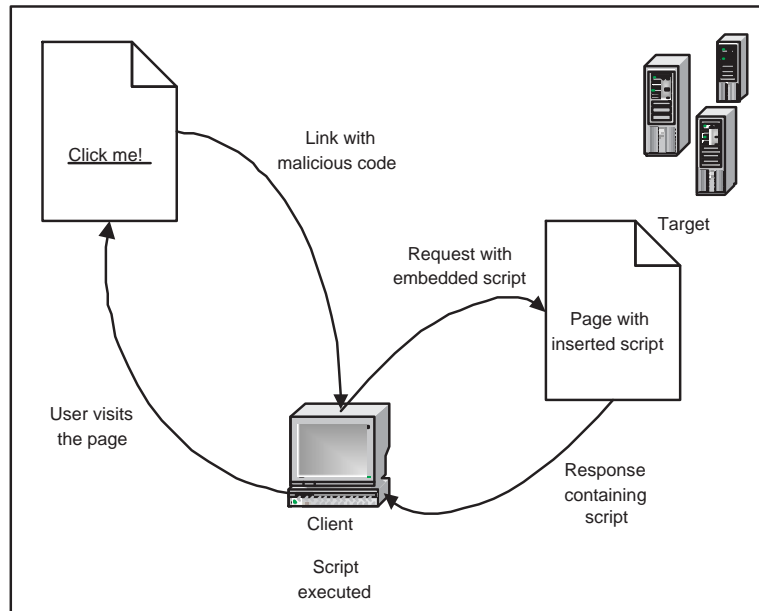 Click me!
Link with
malicious code
Target
Request with
embedded script
Page with
inserted script
User visits
the page
Response
containing
script
Client
Script
executed